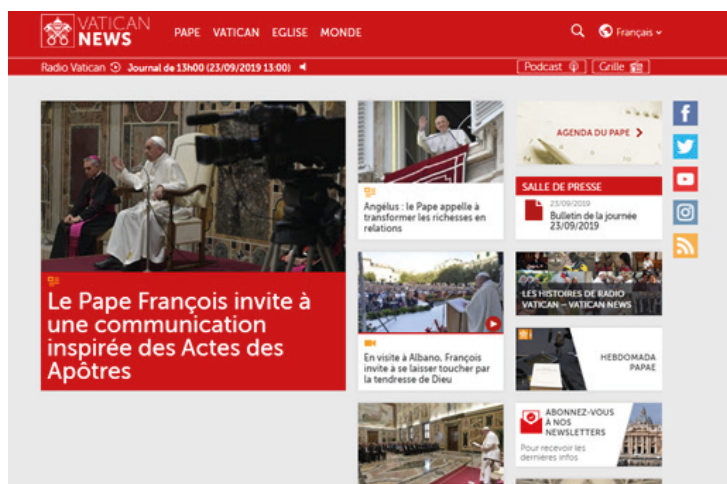 VATICAN
NEWS
PAPE VATICAN EGLISE MONDE
Français
Radio Vatican Journal de 13h00 (23/09/2019 13:00)
Podcast
Grille
Le Pape François invite à
une communication
inspirée des Actes des
Apôtres
Angélus : le Pape appelle à
transformer les richesses en
relations
En visite à Albano, François
invite à se laisser toucher par
la tendresse de Dieu
AGENDA DU PAPE
SALLE DE PRESSE
23/09/2019
Bulletin de la journée
23/09/2019
LES HISTOIRES DE RADIO
VATICAN – VATICAN NEWS
HEBDOMADA
PAPAE
ABONNEZ-VOUS
À NOS
NEWSLETTERS
Pour recevoir les
dernières infos